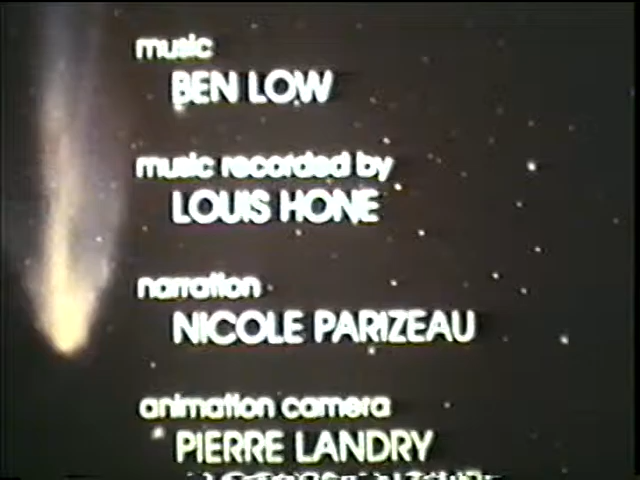 music
BEN LOW
music recorded by
LOUIS HONE
narration
NICOLE PARIZEAU
animation camera
PIERRE LANDRY